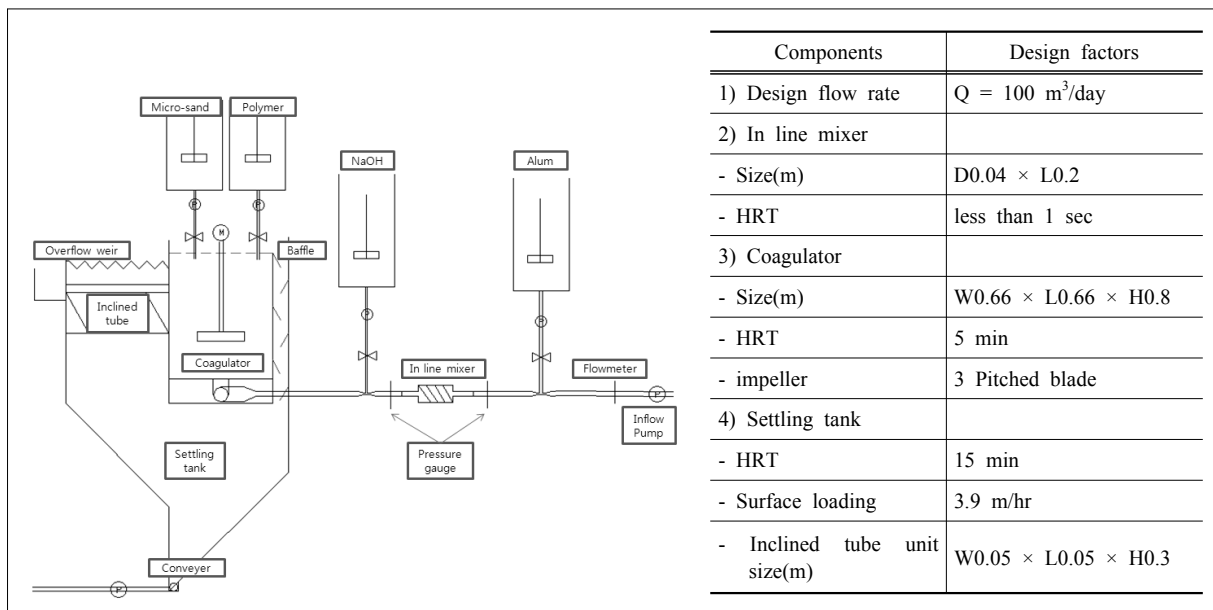 Micro-sand
Polymer
NaOH
Alum
P
P
M
Overflow weir
Baffle
Inclined
tube
P
P
Coagulator
In line mixer
Flowmeter
P
Inflow
Pump
Settling
tank
Pressure
gauge
Conveyer
P
Components Design factors
1) Design flow rate Q = 100 m³/day
2) In line mixer
- Size(m) D0.04 × L0.2
- HRT less than 1 sec
3) Coagulator
- Size(m) W0.66 × L0.66 × H0.8
- HRT 5 min
- impeller 3 Pitched blade
4) Settling tank
- HRT 15 min
- Surface loading 3.9 m/hr
- Inclined tube unit
size(m) W0.05 × L0.05 × H0.3